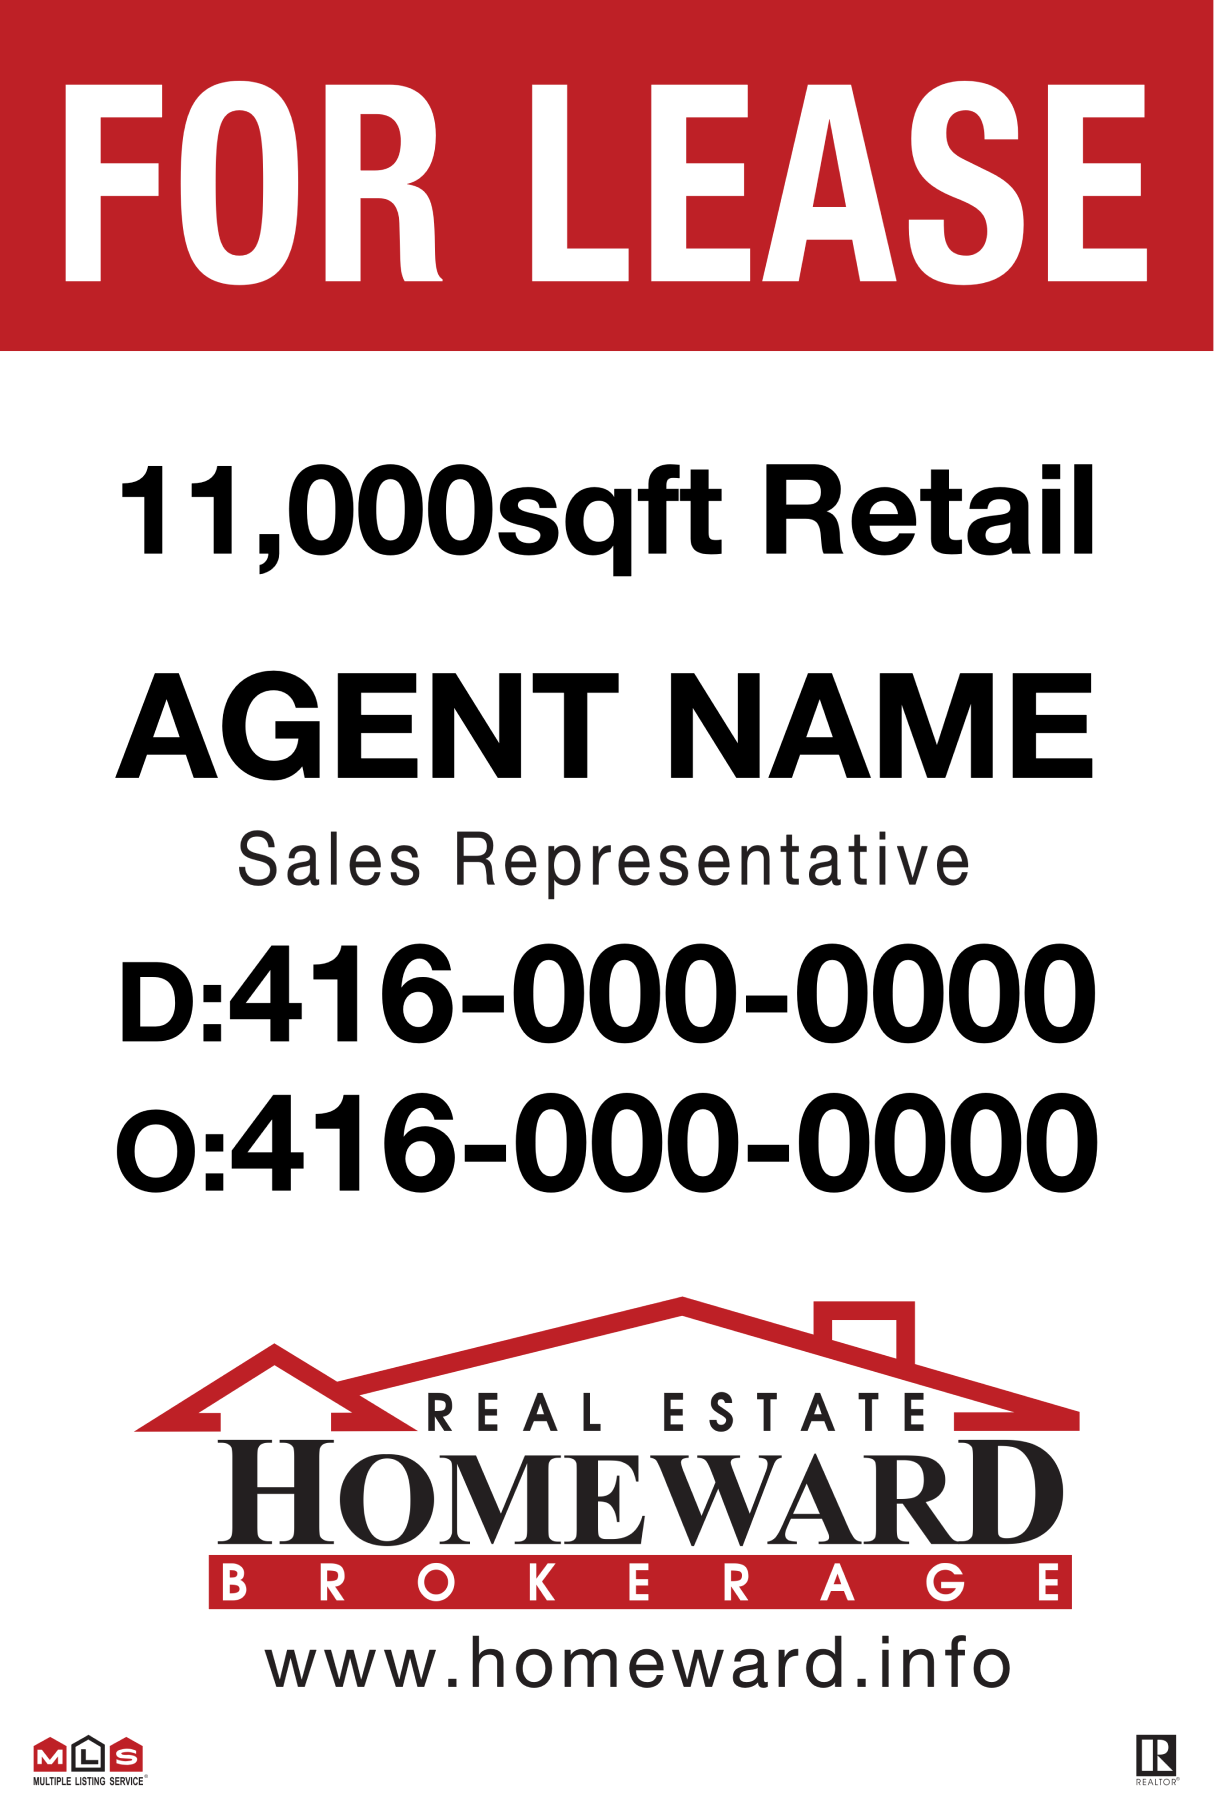 FOR LEASE
11,000sqft Retail
AGENT NAME
Sales Representative
D:416-000-0000
O:416-000-0000
REAL ESTATE
HOMEWARD
BROKERAGE
www.homeward.info
MLS
MULTIPLE LISTING SERVICE®
R
REALTOR®